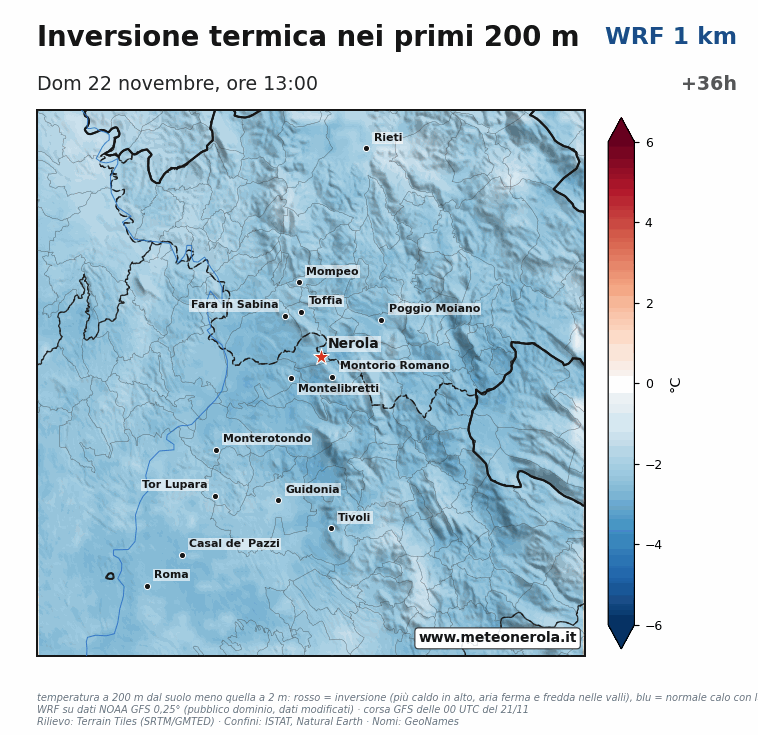 Inversione termica nei primi 200 m WRF 1 km
Dom 22 novembre, ore 13:00 +36h
Rieti
Mompeo
Fara in Sabina
Toffia
Poggio Moiano
Nerola
Montorio Romano
Montelibretti
Monterotondo
Tor Lupara
Guidonia
Tivoli
Casal de' Pazzi
Roma
6
4
2
0
−2
−4
−6
°C
www.meteonerola.it
temperatura a 200 m dal suolo meno quella a 2 m: rosso = inversione (più caldo in alto, aria ferma e fredda nelle valli), blu = normale calo con l
WRF su dati NOAA GFS 0,25° (pubblico dominio, dati modificati) · corsa GFS delle 00 UTC del 21/11
Rilievo: Terrain Tiles (SRTM/GMTED) · Confini: ISTAT, Natural Earth · Nomi: GeoNames